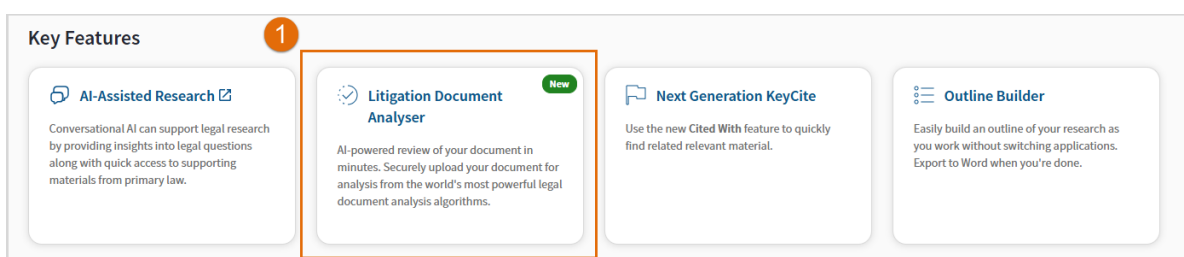 Key Features
1
AI-Assisted Research
Conversational AI can support legal research
by providing insights into legal questions
along with quick access to supporting
materials from primary law.
New
Litigation Document
Analyser
AI-powered review of your document in
minutes. Securely upload your document for
analysis from the world's most powerful legal
document analysis algorithms.
Next Generation KeyCite
Use the new Cited With feature to quickly
find related relevant material.
Outline Builder
Easily build an outline of your research as
you work without switching applications.
Export to Word when you're done.